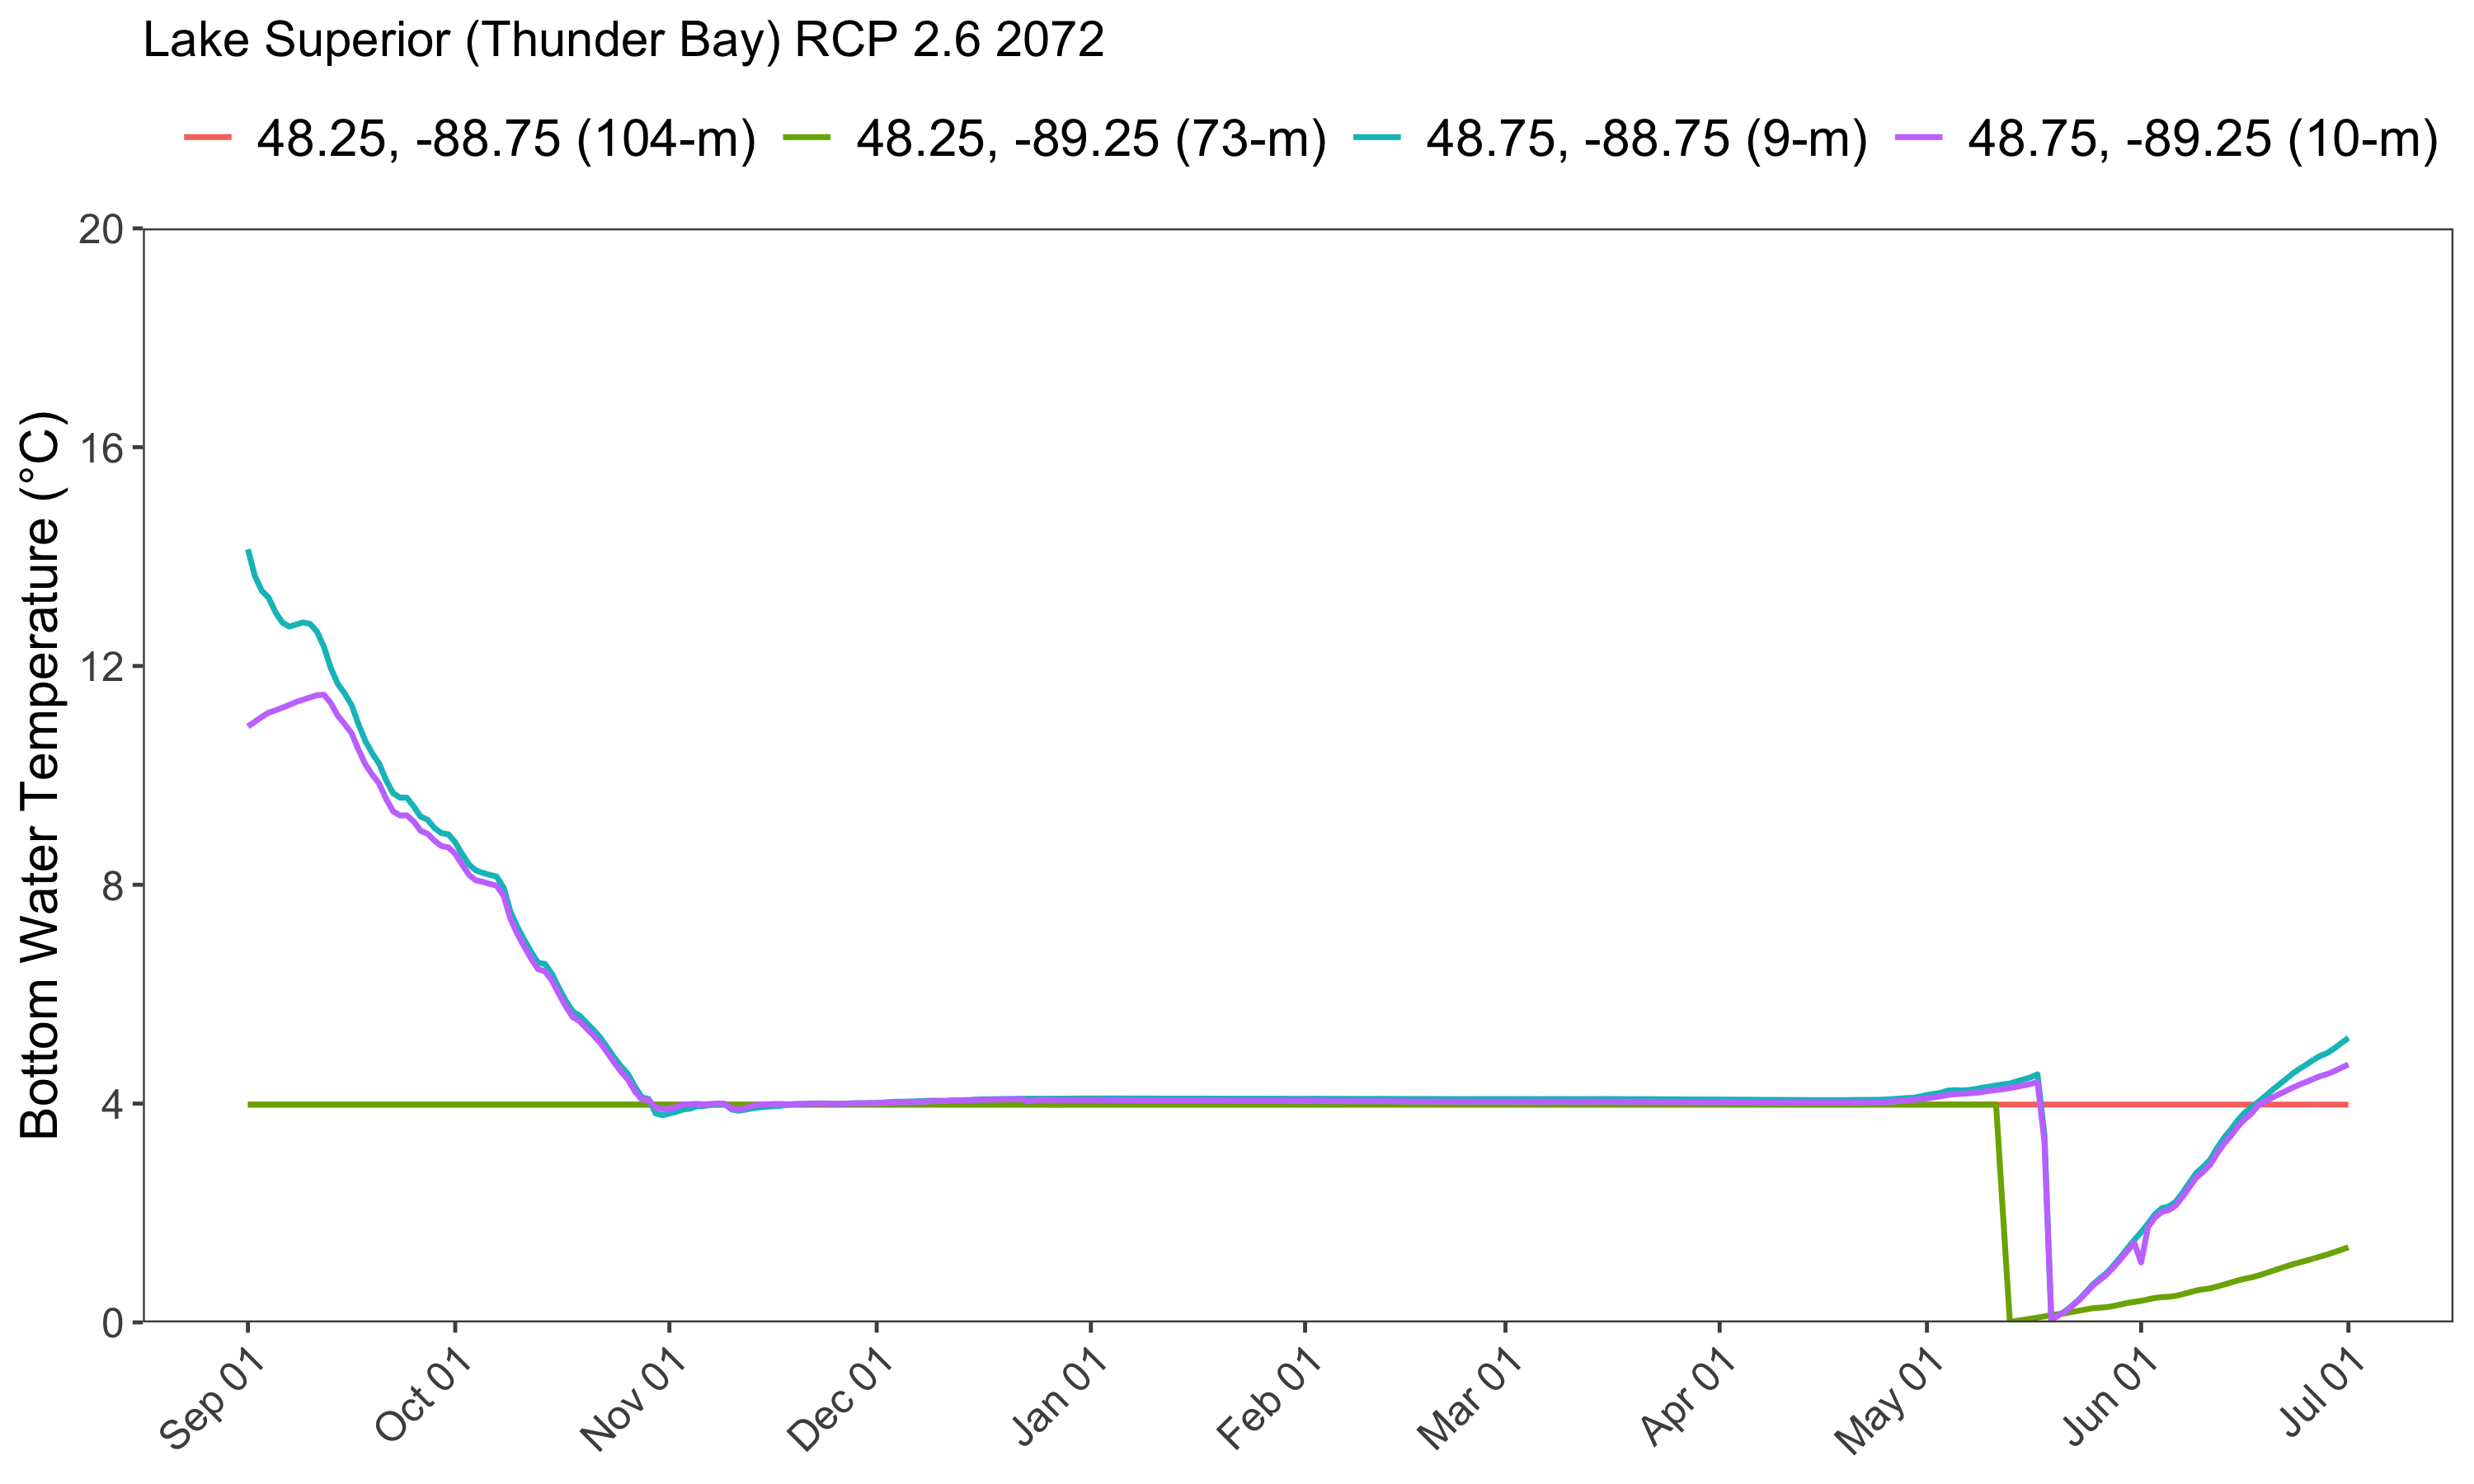 Lake Superior (Thunder Bay) RCP 2.6 2072
48.25, -88.75 (104-m) 48.25, -89.25 (73-m) 48.75, -88.75 (9-m) 48.75, -89.25 (10-m)
Bottom Water Temperature (°C)
20
16
12
8
4
0
Sep 01 Oct 01 Nov 01 Dec 01 Jan 01 Feb 01 Mar 01 Apr 01 May 01 Jun 01 Jul 01